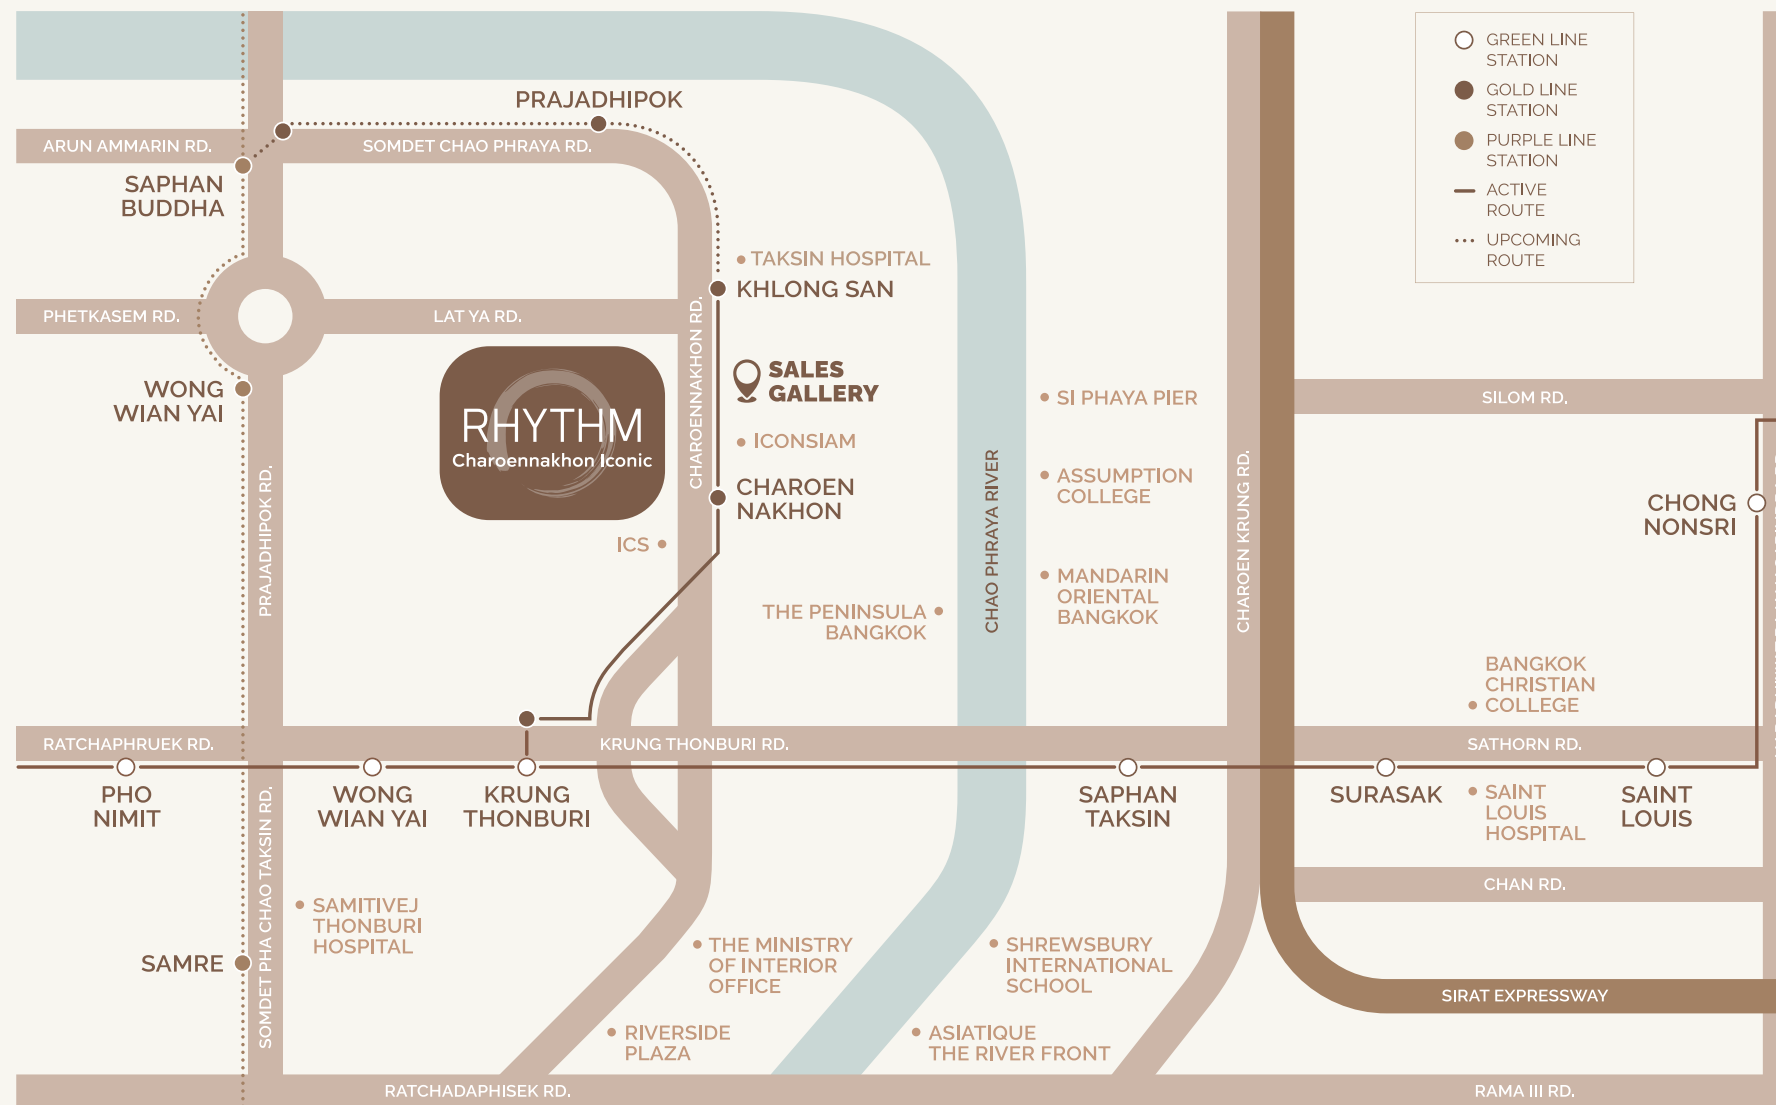 GREEN LINE
STATION
GOLD LINE
STATION
PURPLE LINE
STATION
ACTIVE
ROUTE
UPCOMING
ROUTE
PRAJADHIPOK
ARUN AMMARIN RD.
SOMDET CHAO PHRAYA RD.
SAPHAN
BUDDHA
TAKSIN HOSPITAL
KHLONG SAN
PHETKASEM RD.
LAT YA RD.
CHAROENNAKHON RD.
SALES
GALLERY
WONG
WIAN YAI
RHYTHM
Charoennakhon Iconic
ICONSIAM
CHAROEN
NAKHON
ICS
PRAJADHIPOK RD.
SI PHAYA PIER
ASSUMPTION
COLLEGE
MANDARIN
ORIENTAL
BANGKOK
THE PENINSULA
BANGKOK
CHAO PHRAYA RIVER
CHAROEN KRUNG RD.
SILOM RD.
CHONG
NONSRI
BANGKOK
CHRISTIAN
COLLEGE
RATCHAPHRUEK RD.
KRUNG THONBURI RD.
SATHORN RD.
PHO
NIMIT
WONG
WIAN YAI
KRUNG
THONBURI
SAPHAN
TAKSIN
SURASAK
SAINT
LOUIS
HOSPITAL
SAINT
LOUIS
SOMDET PHA CHAO TAKSIN RD.
CHAN RD.
SAMITIVEJ
THONBURI
HOSPITAL
SAMRE
THE MINISTRY
OF INTERIOR
OFFICE
SHREWSBURY
INTERNATIONAL
SCHOOL
SIRAT EXPRESSWAY
RIVERSIDE
PLAZA
ASIATIQUE
THE RIVER FRONT
RATCHADAPHISEK RD.
RAMA III RD.